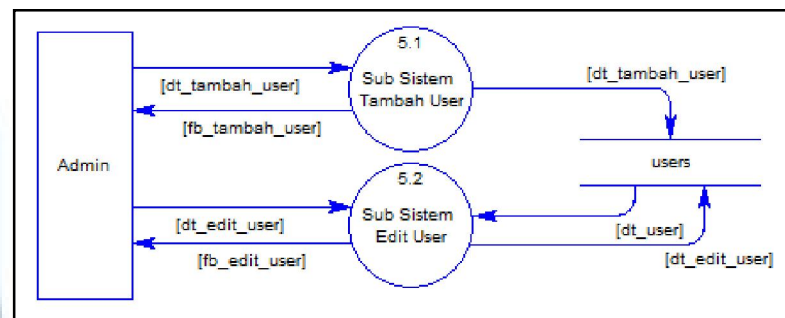 5.1
Sub Sistem
Tambah User
[dt_tambah_user]
[fb_tambah_user]
[dt_tambah_user]
Admin
users
5.2
Sub Sistem
Edit User
[dt_edit_user]
[fb_edit_user]
[dt_user]
[dt_edit_user]